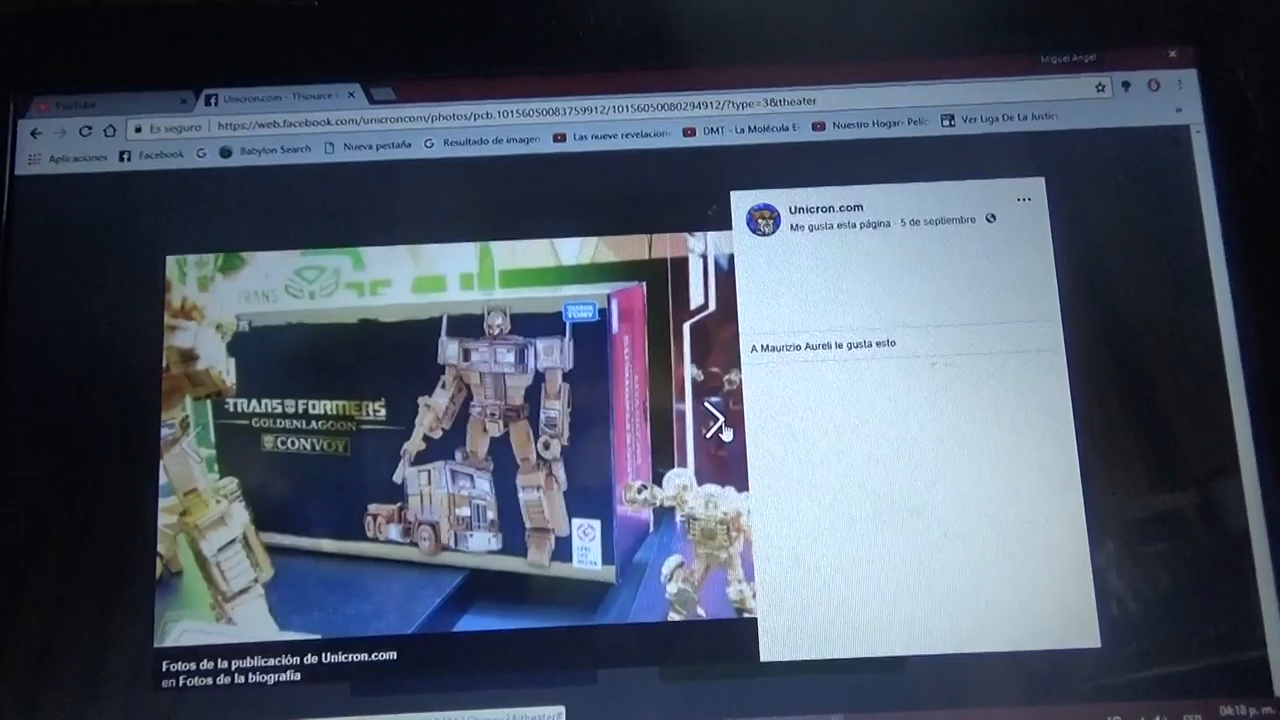 Miguel Angel
YouTube
Unicron.com - TFsource
Es seguro
https://web.facebook.com/unicroncom/photos/pcb.10156050083759912/10156050080294912/?type=3&theater
Aplicaciones
Facebook
Babylon Search
Nueva pestaña
Resultado de imagen
Las nueve revelacion
DMT - La Molécula E
Nuestro Hogar- Pelíc
Ver Liga De La Justic
Unicron.com
Me gusta esta página · 5 de septiembre
A Maurizio Aureli le gusta esto
TRANS
TAKARA
TOMY
TRANSFORMERS
GOLDENLAGOON
CONVOY
Fotos de la publicación de Unicron.com
en Fotos de la biografía
04:18 p. m.